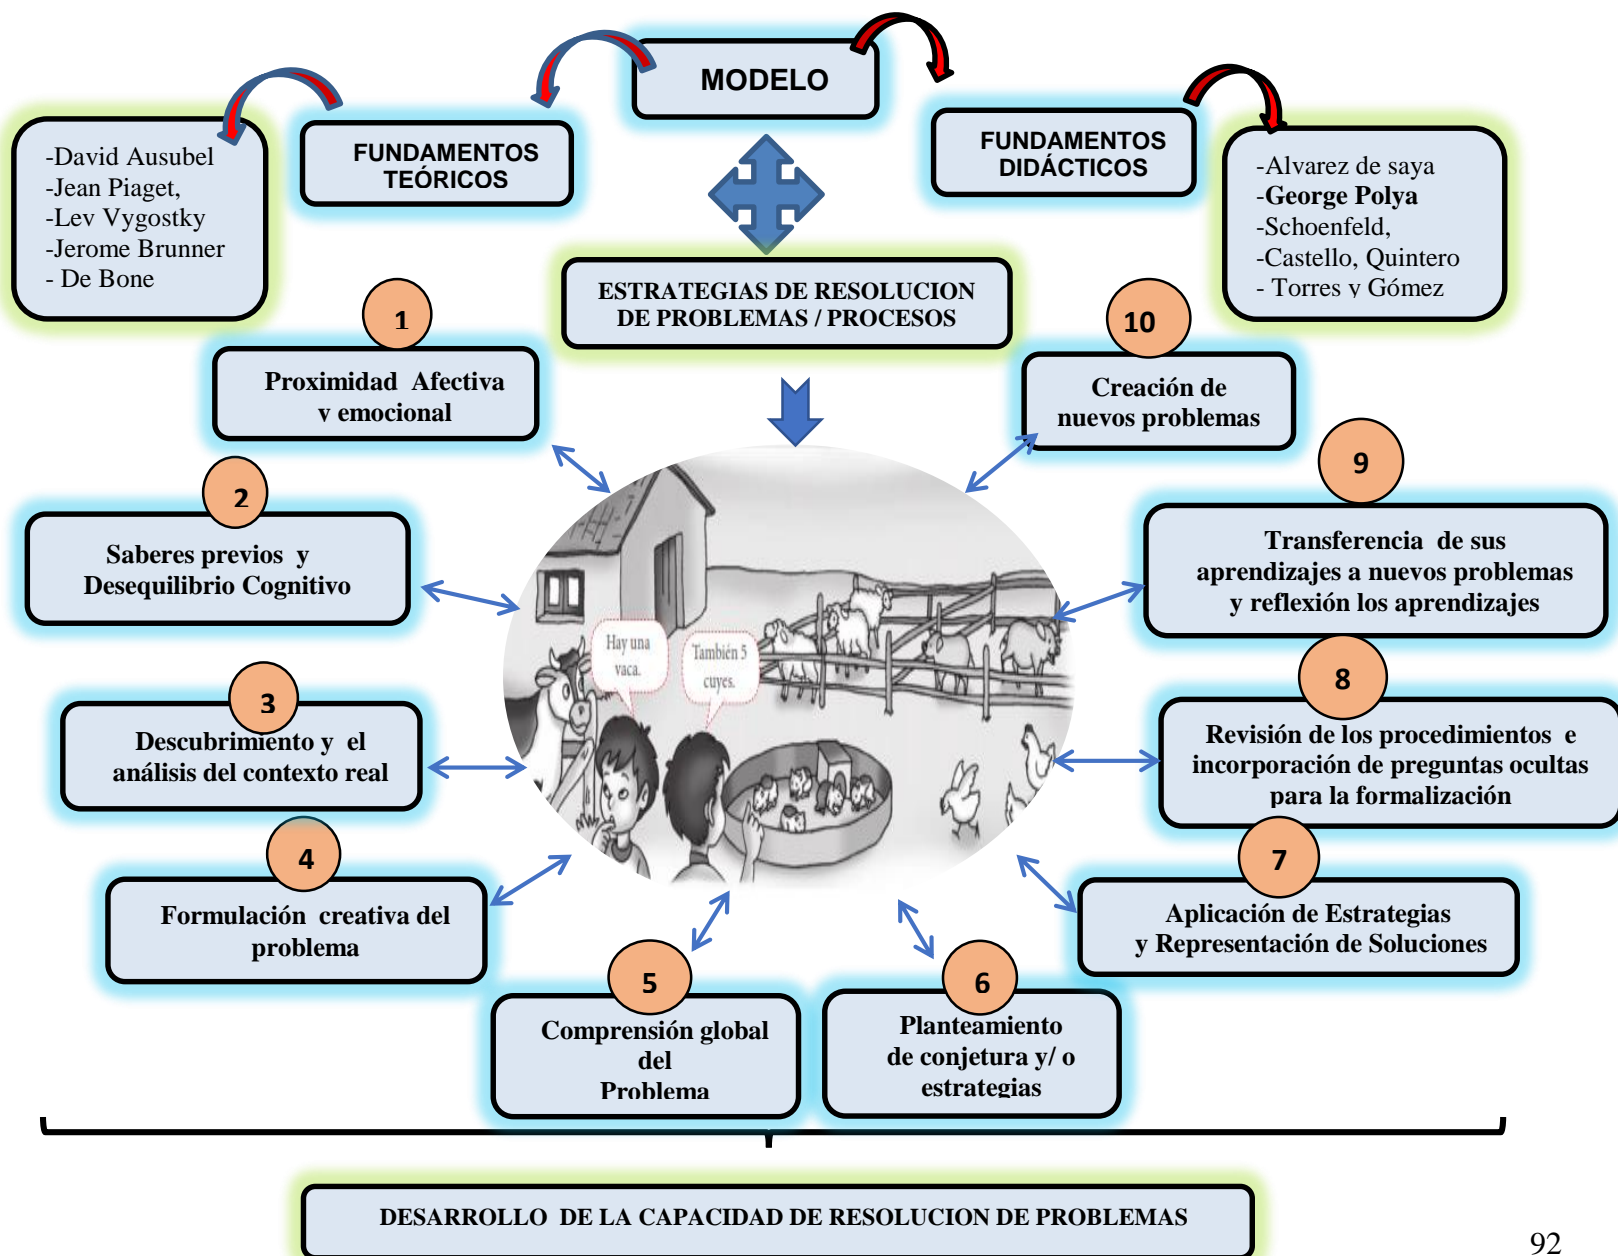 MODELO
FUNDAMENTOS
TEÓRICOS
-David Ausubel
-Jean Piaget,
-Lev Vygostky
-Jerome Brunner
- De Bone
FUNDAMENTOS
DIDÁCTICOS
-Alvarez de saya
-George Polya
-Schoenfeld,
-Castello, Quintero
- Torres y Gómez
ESTRATEGIAS DE RESOLUCION
DE PROBLEMAS / PROCESOS
1
Proximidad Afectiva
y emocional
2
Saberes previos y
Desequilibrio Cognitivo
3
Descubrimiento y el
análisis del contexto real
4
Formulación creativa del
problema
5
Comprensión global
del
Problema
6
Planteamiento
de conjetura y/ o
estrategias
7
Aplicación de Estrategias
y Representación de Soluciones
8
Revisión de los procedimientos e
incorporación de preguntas ocultas
para la formalización
9
Transferencia de sus
aprendizajes a nuevos problemas
y reflexión los aprendizajes
10
Creación de
nuevos problemas
Hay una
vaca.
También 5
cuyes.
DESARROLLO DE LA CAPACIDAD DE RESOLUCION DE PROBLEMAS
92